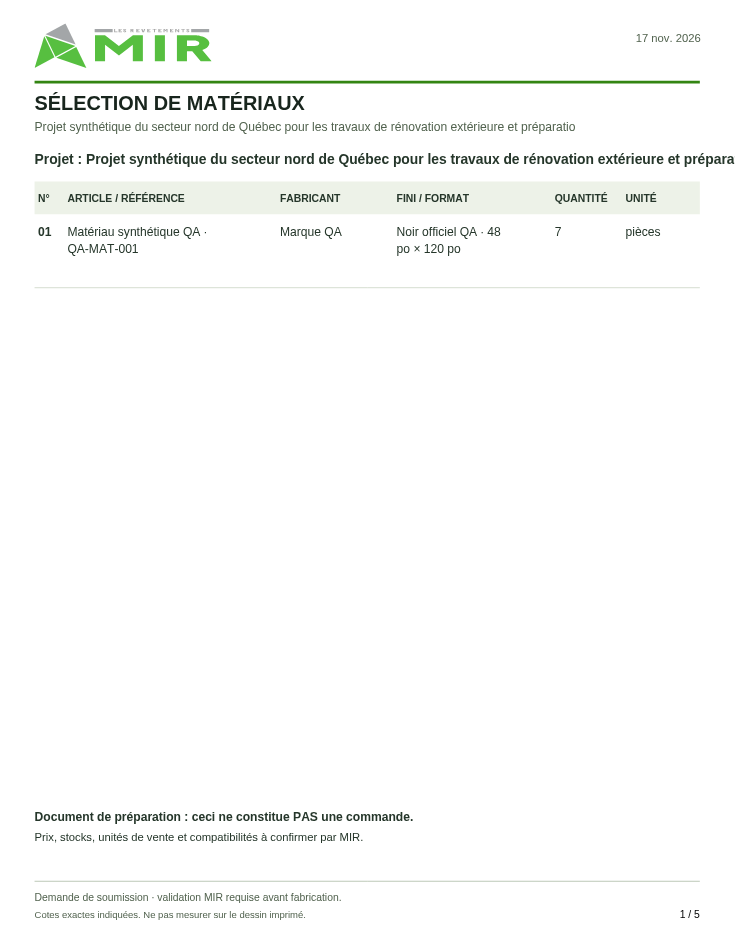 LES REVÊTEMENTS
MIR
17 nov. 2026
SÉLECTION DE MATÉRIAUX
Projet synthétique du secteur nord de Québec pour les travaux de rénovation extérieure et préparatio
Projet : Projet synthétique du secteur nord de Québec pour les travaux de rénovation extérieure et prépara
N° ARTICLE / RÉFÉRENCE FABRICANT FINI / FORMAT QUANTITÉ UNITÉ
01 Matériau synthétique QA · Marque QA Noir officiel QA · 48 7 pièces
QA-MAT-001 po × 120 po
Document de préparation : ceci ne constitue PAS une commande.
Prix, stocks, unités de vente et compatibilités à confirmer par MIR.
Demande de soumission · validation MIR requise avant fabrication.
Cotes exactes indiquées. Ne pas mesurer sur le dessin imprimé. 1 / 5